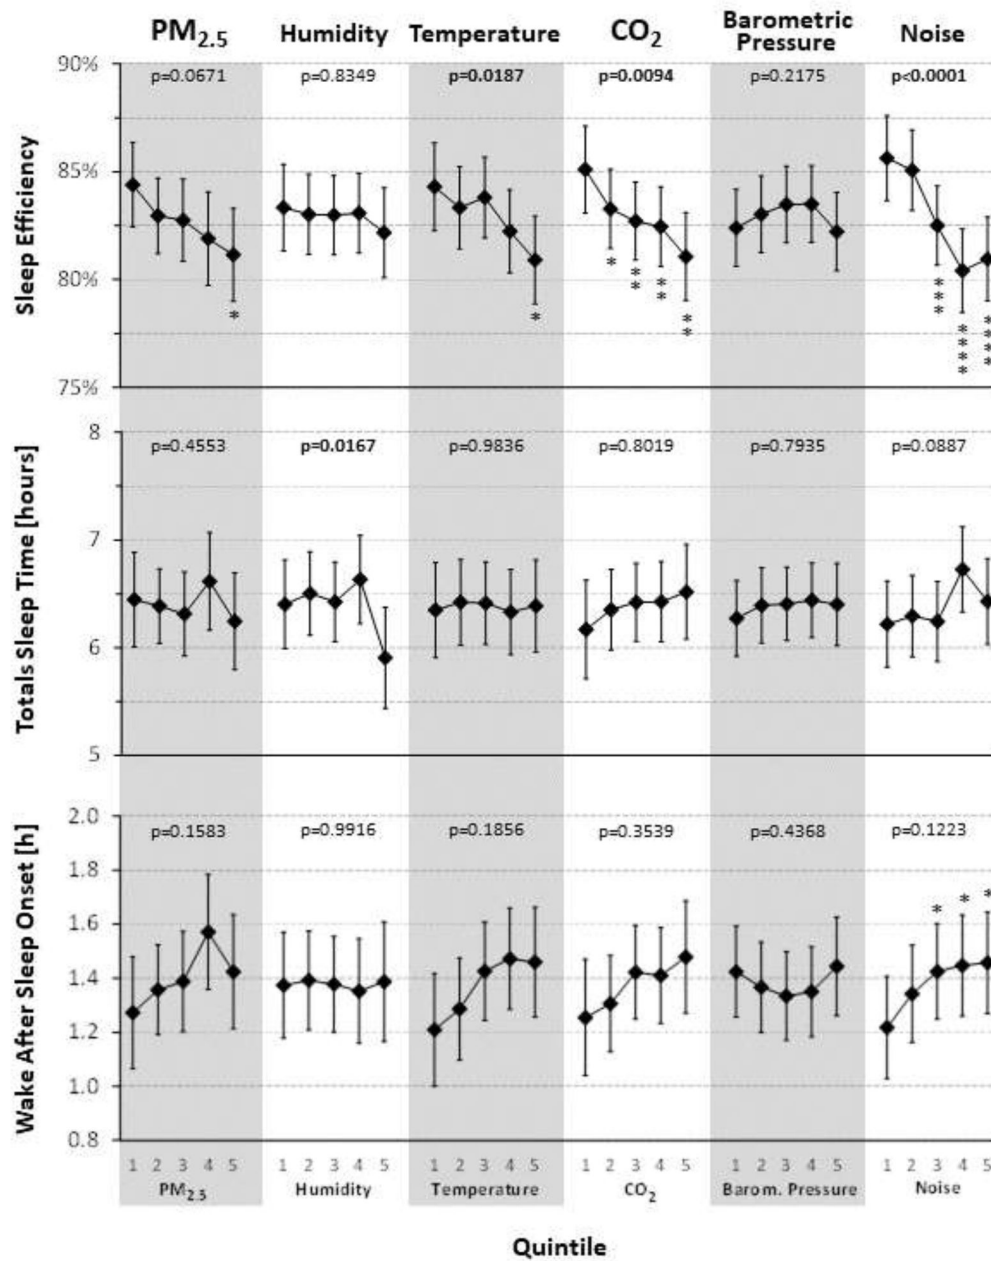 PM2.5 Humidity Temperature CO2 Barometric Pressure Noise
90%
p=0.0671 p=0.8349 p=0.0187 p=0.0094 p=0.2175 p<0.0001
Sleep Efficiency
85%
80%
* * ** ** ** * *** **** ****
75%
8
p=0.4553 p=0.0167 p=0.9836 p=0.8019 p=0.7935 p=0.0887
Totals Sleep Time [hours]
7
6
5
2.0
p=0.1583 p=0.9916 p=0.1856 p=0.3539 p=0.4368 p=0.1223
Wake After Sleep Onset [h]
1.8
* * *
1.6
1.4
1.2
1.0
0.8
1 2 3 4 5 1 2 3 4 5 1 2 3 4 5 1 2 3 4 5 1 2 3 4 5 1 2 3 4 5
PM2.5 Humidity Temperature CO2 Barom. Pressure Noise
Quintile